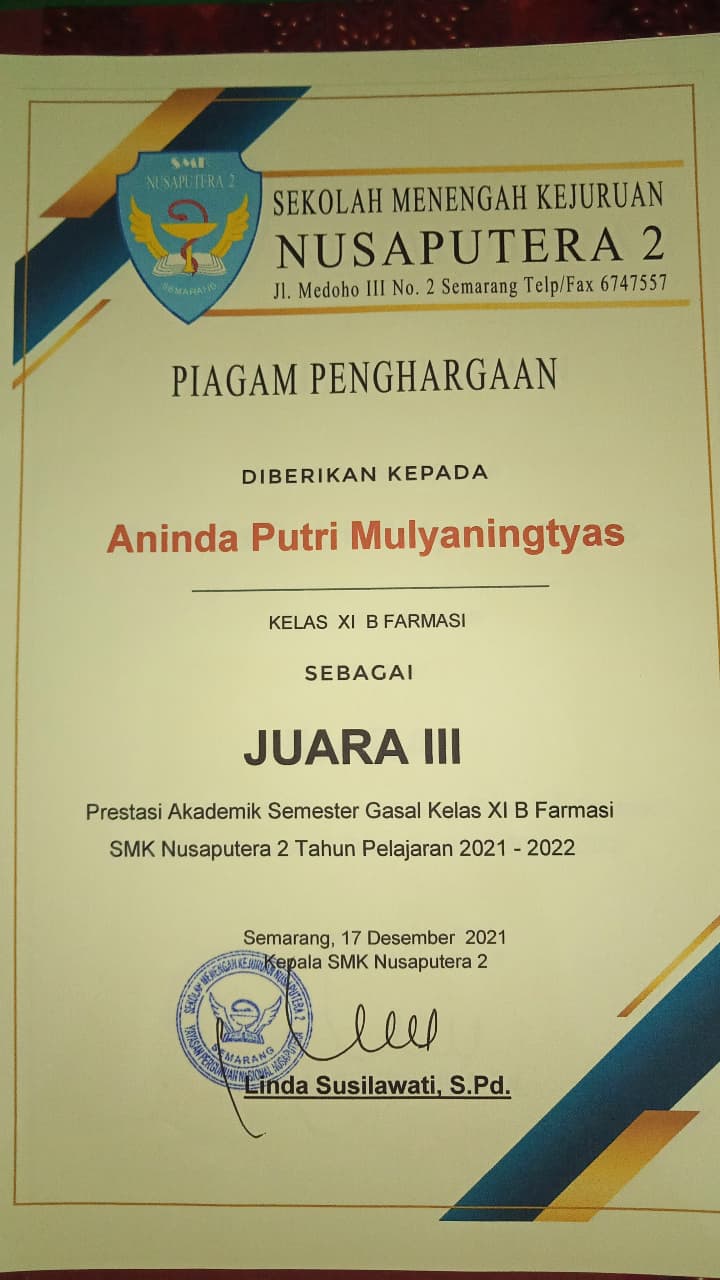 SMK
NUSAPUTERA 2
SEMARANG
SEKOLAH MENENGAH KEJURUAN
NUSAPUTERA 2
Jl. Medoho III No. 2 Semarang Telp/Fax 6747557
PIAGAM PENGHARGAAN
DIBERIKAN KEPADA
Aninda Putri Mulyaningtyas
KELAS XI B FARMASI
SEBAGAI
JUARA III
Prestasi Akademik Semester Gasal Kelas XI B Farmasi
SMK Nusaputera 2 Tahun Pelajaran 2021 - 2022
Semarang, 17 Desember 2021
Kepala SMK Nusaputera 2
SEKOLAH MENENGAH KEJURUAN NUSAPUTERA 2
SEMARANG
YAYASAN PERGURUAN NASIONAL NUSAPUTERA
Linda Susilawati, S.Pd.